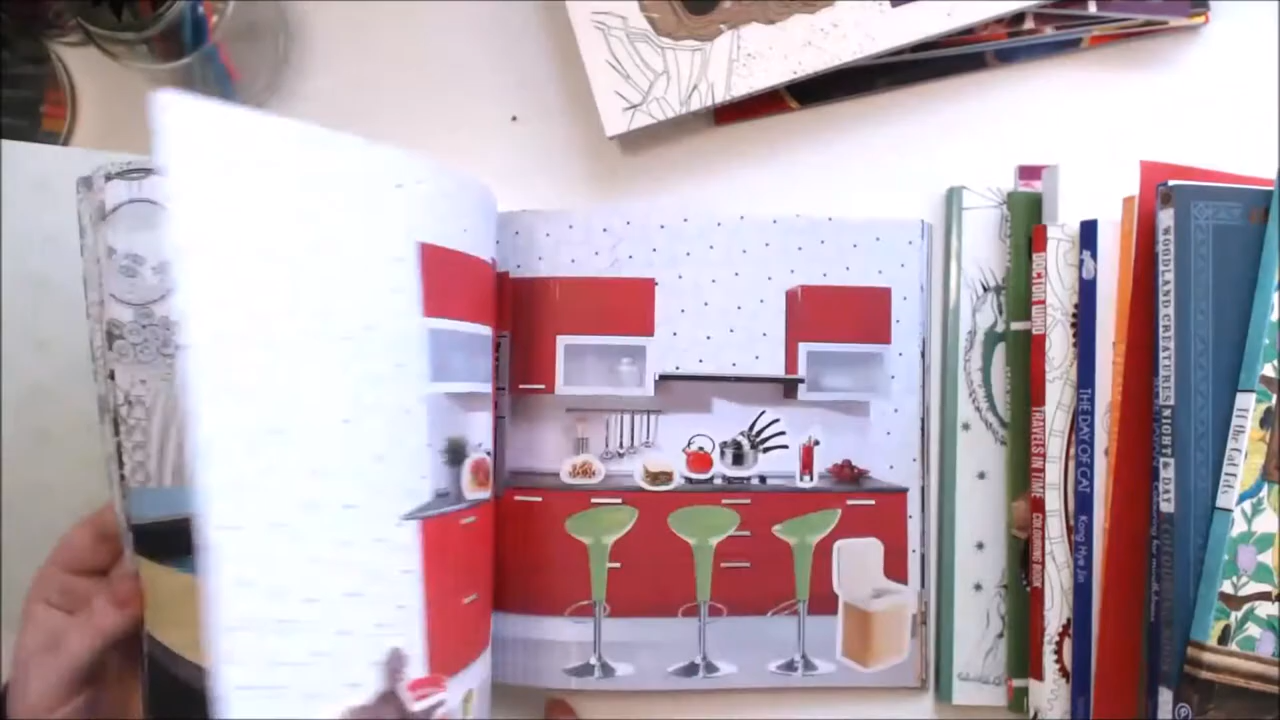 DOCTOR WHO
TRAVELS IN TIME
COLOURING BOOK
THE DAY OF CAT
Kong Hye Jin
WOODLAND CREATURES
NIGHT & DAY
If the Cat Fits